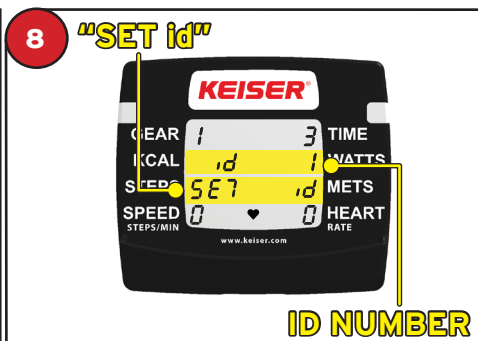 8 "SET id"
KEISER®
GEAR 1 3 TIME
KCAL id 1 WATTS
STEPS SET id METS
SPEED 0 ♥ 0 HEART
STEPS/MIN RATE
www.keiser.com
ID NUMBER